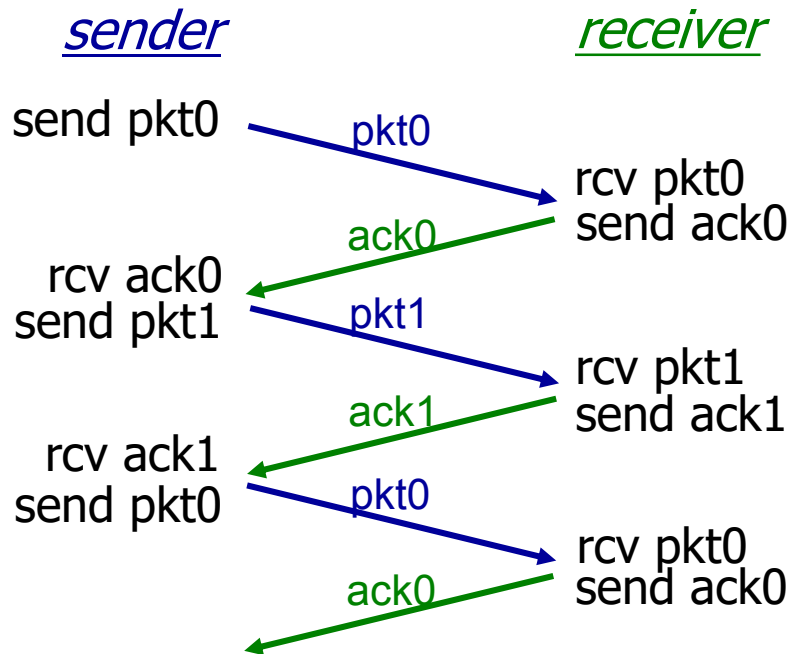 sender
receiver
send pkt0
pkt0
rcv pkt0
send ack0
ack0
rcv ack0
send pkt1
pkt1
rcv pkt1
send ack1
ack1
rcv ack1
send pkt0
pkt0
rcv pkt0
send ack0
ack0